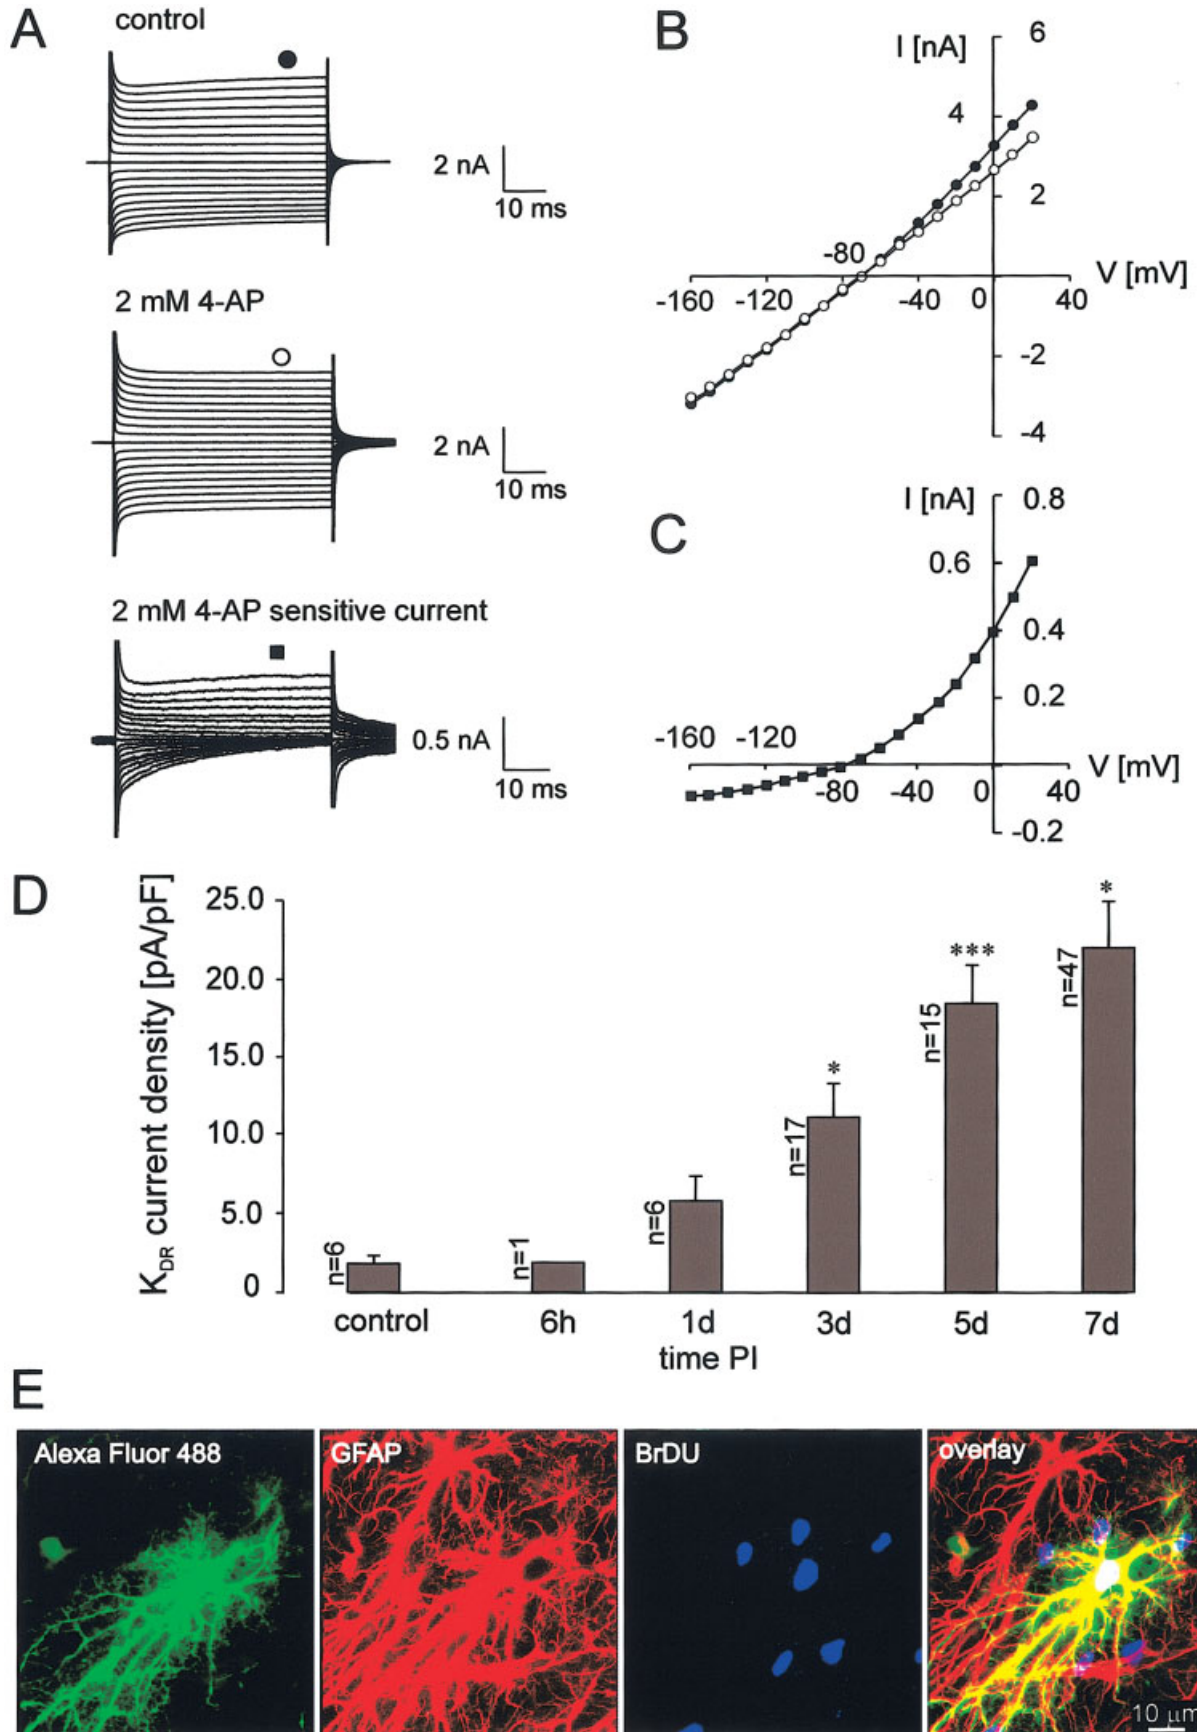 A
control
2 nA
10 ms
2 mM 4-AP
2 nA
10 ms
2 mM 4-AP sensitive current
0.5 nA
10 ms
B
I [nA]
6
4
2
-80
V [mV]
-160
-120
-40
0
40
-2
-4
C
I [nA]
0.8
0.6
0.4
0.2
-160
-120
V [mV]
-80
-40
0
40
-0.2
D
K_DR current density [pA/pF]
25.0
20.0
15.0
10.0
5.0
0
n=6
n=1
n=6
n=17
*
n=15
***
n=47
*
control
6h
1d
3d
5d
7d
time PI
E
Alexa Fluor 488
GFAP
BrDU
overlay
10 μm